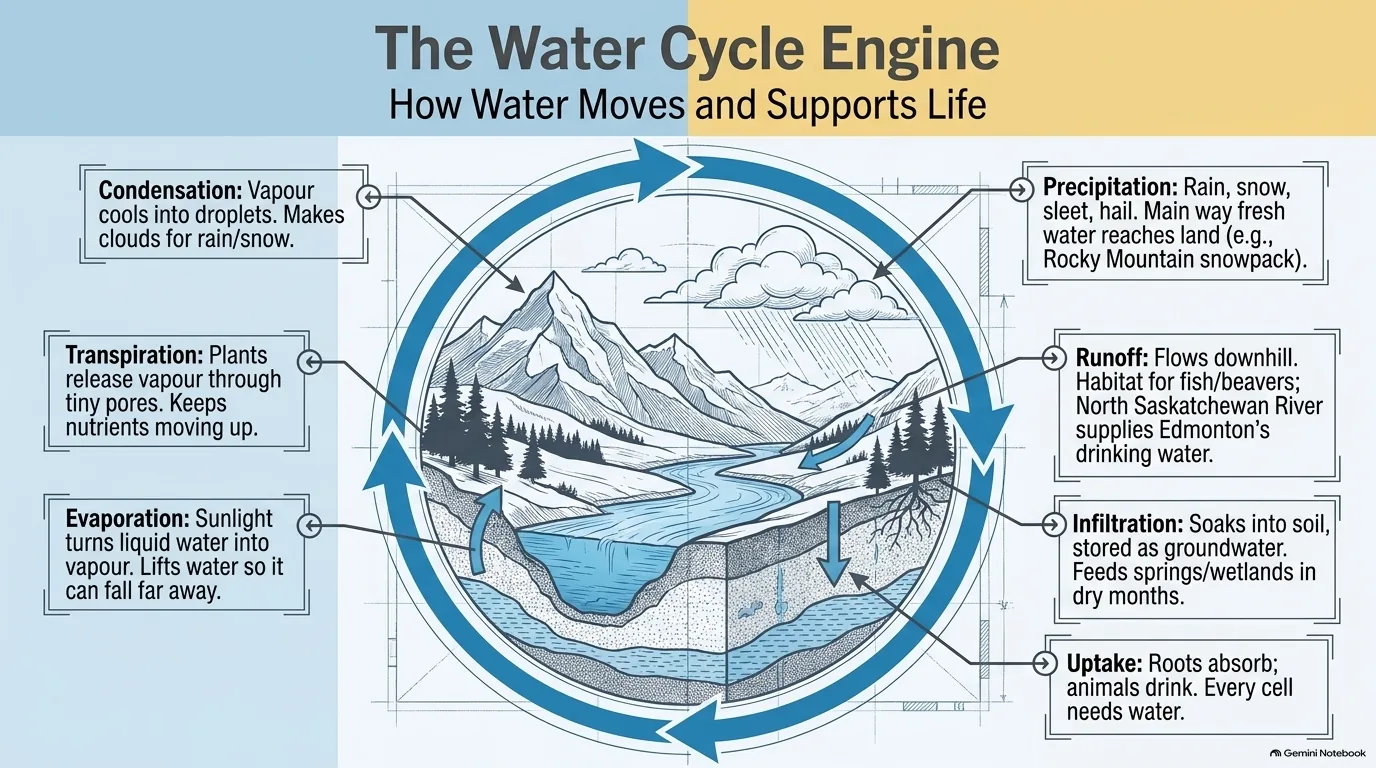 The Water Cycle Engine
How Water Moves and Supports Life
Condensation: Vapour
cools into droplets. Makes
clouds for rain/snow.
Transpiration: Plants
release vapour through
tiny pores. Keeps
nutrients moving up.
Evaporation: Sunlight
turns liquid water into
vapour. Lifts water so it
can fall far away.
Precipitation: Rain, snow,
sleet, hail. Main way fresh
water reaches land (e.g.,
Rocky Mountain snowpack).
Runoff: Flows downhill.
Habitat for fish/beavers;
North Saskatchewan River
supplies Edmonton's
drinking water.
Infiltration: Soaks into soil,
stored as groundwater.
Feeds springs/wetlands in
dry months.
Uptake: Roots absorb;
animals drink. Every cell
needs water.
Gemini Notebook